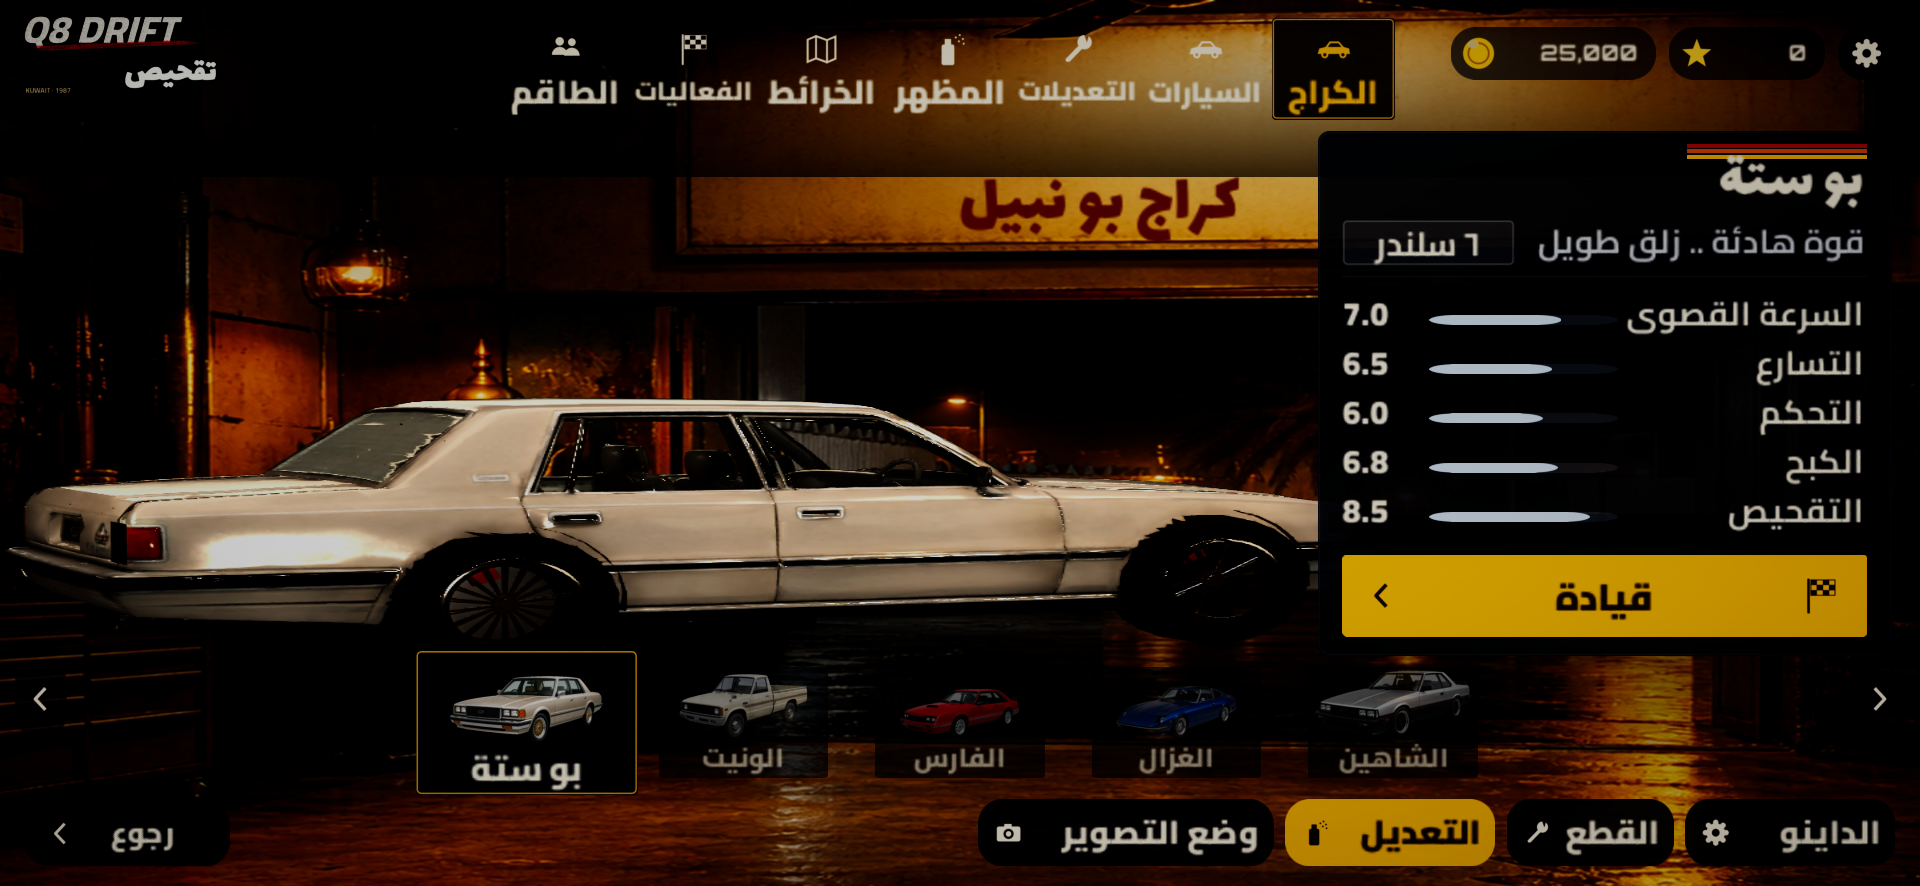 Q8 DRIFT
تقحيص
KUWAIT · 1987
الكراج
السيارات
التعديلات
المظهر
الخرائط
الفعاليات
الطاقم
25,000
0
كراج بو نبيل
بو ستة
قوة هادئة .. زلق طويل
٦ سلندر
السرعة القصوى 7.0
التسارع 6.5
التحكم 6.0
الكبح 6.8
التقحيص 8.5
قيادة
بو ستة
الونيت
الفارس
الغزال
الشاهين
الداينو
القطع
التعديل
وضع التصوير
رجوع